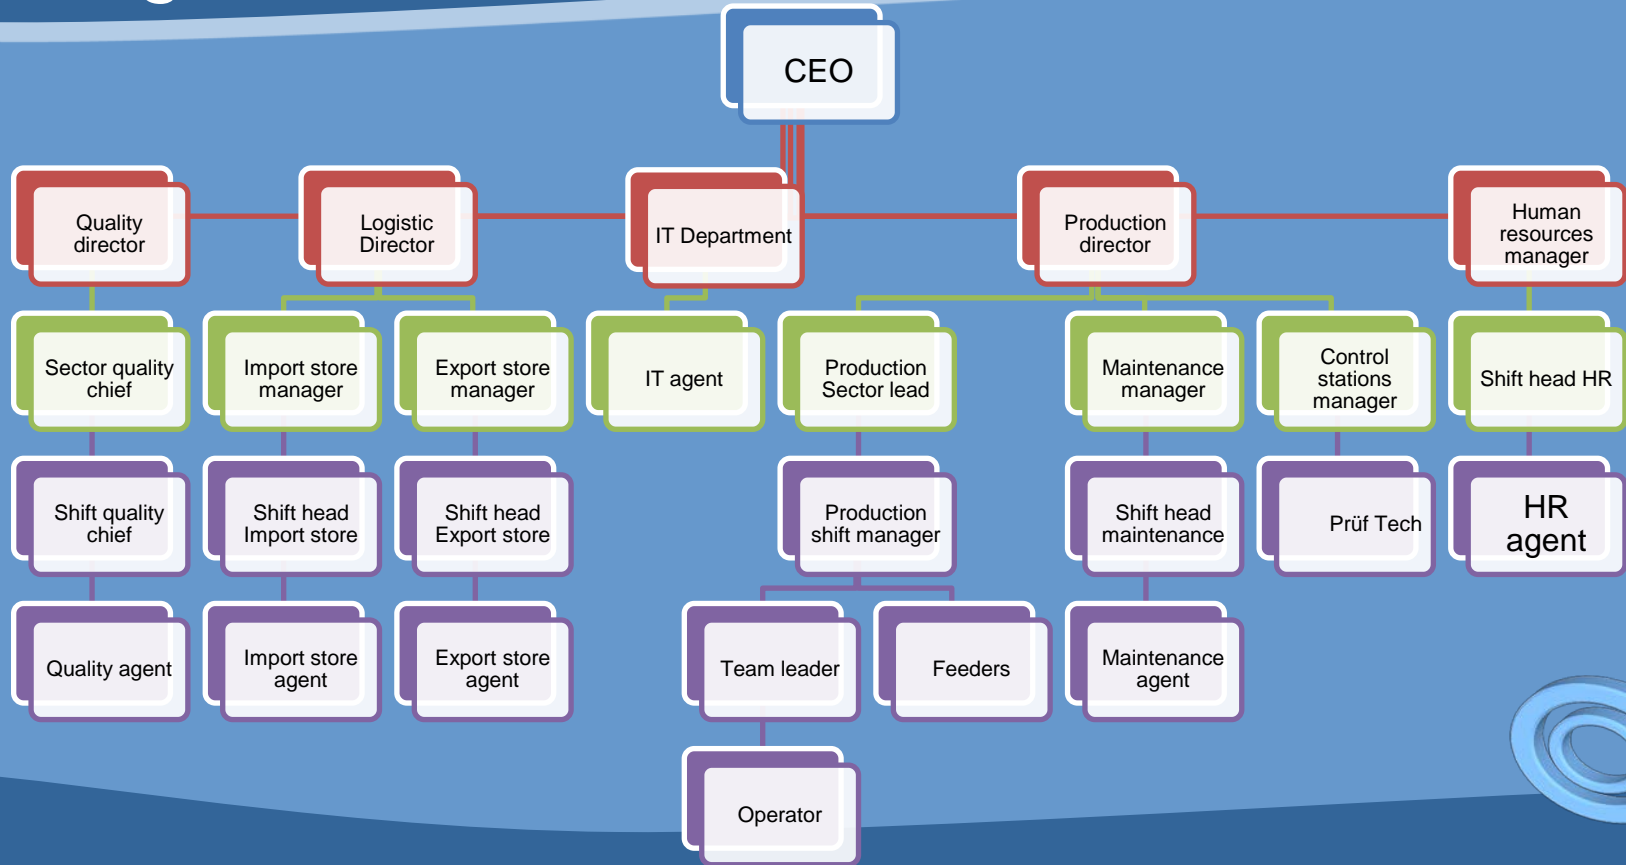 CEO
Quality
director
Logistic
Director
IT Department
Production
director
Human
resources
manager
Sector quality
chief
Import store
manager
Export store
manager
IT agent
Production
Sector lead
Maintenance
manager
Control
stations
manager
Shift head HR
Shift quality
chief
Shift head
Import store
Shift head
Export store
Production
shift manager
Shift head
maintenance
Prüf Tech
HR
agent
Quality agent
Import store
agent
Export store
agent
Team leader
Feeders
Maintenance
agent
Operator